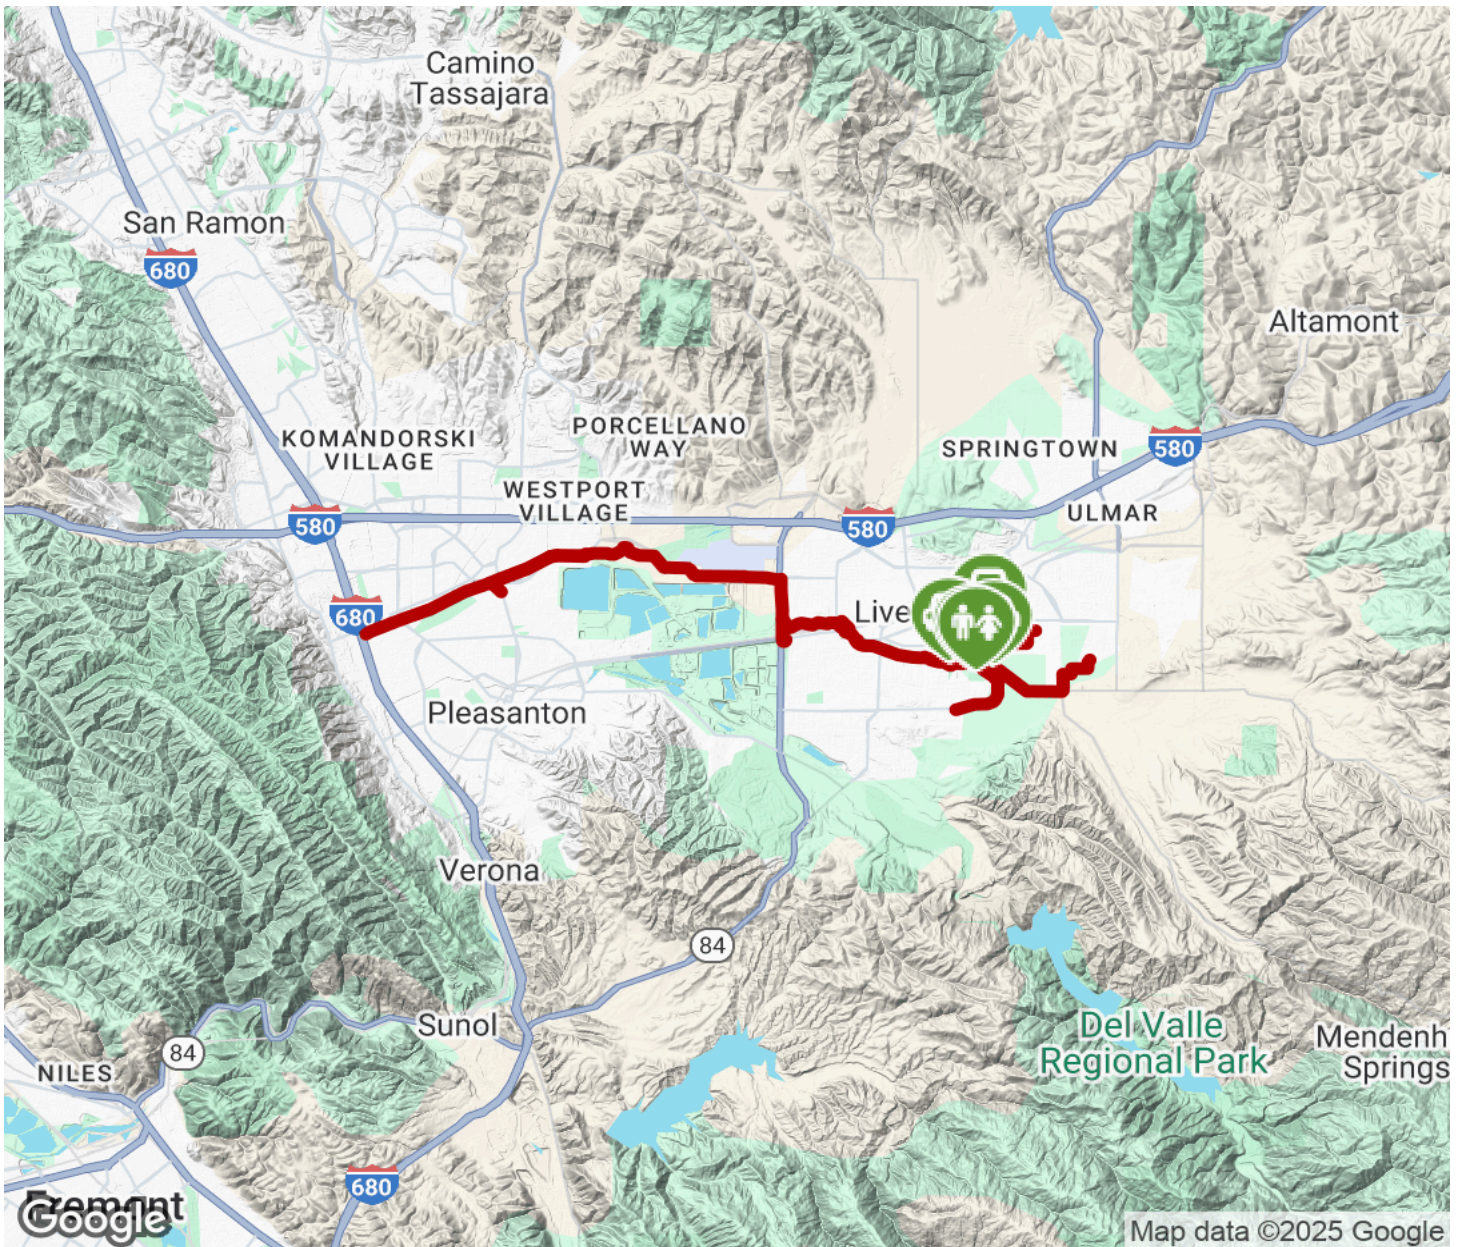 Camino
Tassajara
San Ramon
680
Altamont
KOMANDORSKI
VILLAGE
PORCELLANO
WAY
SPRINGTOWN
580
WESTPORT
VILLAGE
580
580
ULMAR
680
Live
Pleasanton
Verona
84
Sunol
84
NILES
Del Valle
Regional Park
Mendenh
Springs
680
Fremont
Google
Map data ©2025 Google